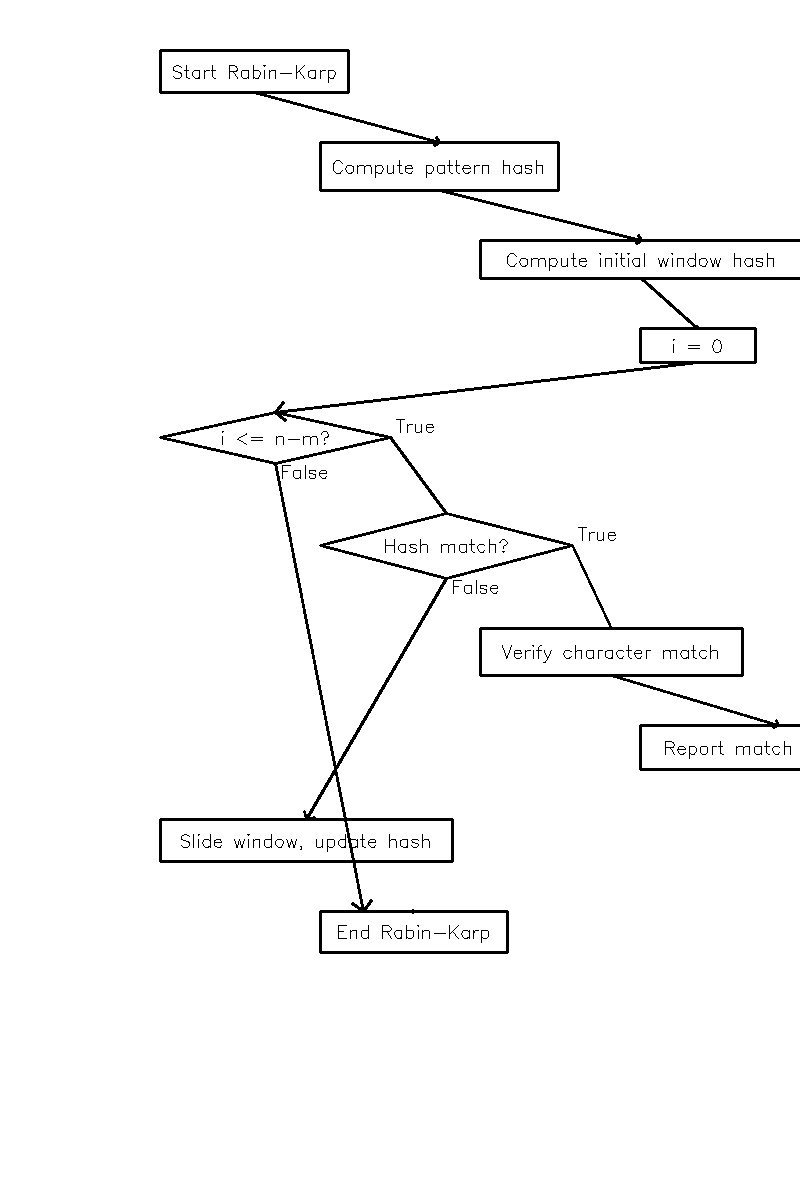 Start Rabin-Karp
Compute pattern hash
Compute initial window hash
i = 0
True
i <= n-m?
False
True
Hash match?
False
Verify character match
Report match
Slide window, update hash
End Rabin-Karp